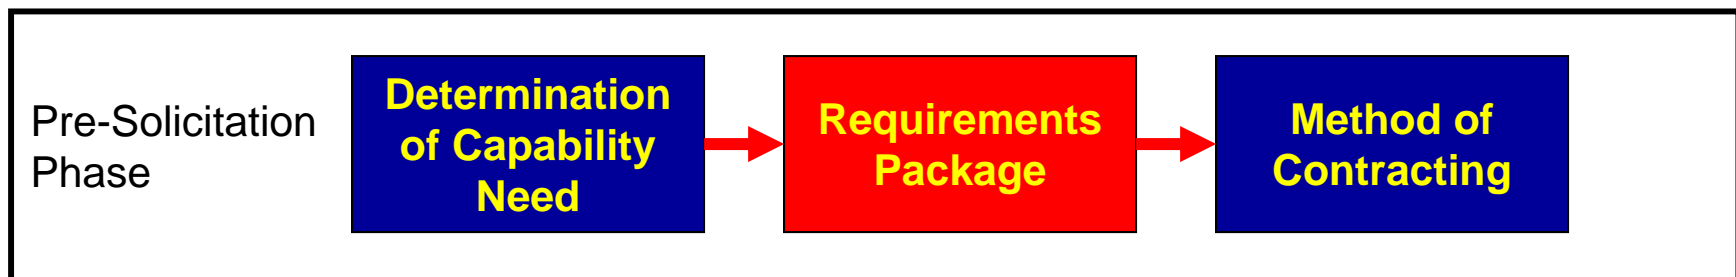 Pre-Solicitation
Phase
Determination
of Capability
Need
Requirements
Package
Method of
Contracting